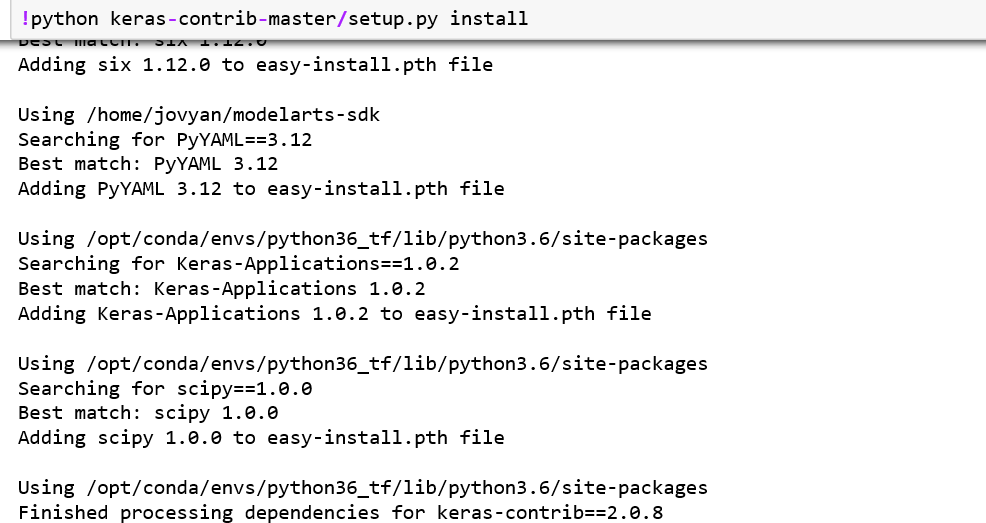 !python keras-contrib-master/setup.py install
Best match: six 1.12.0
Adding six 1.12.0 to easy-install.pth file
Using /home/jovyan/modelarts-sdk
Searching for PyYAML==3.12
Best match: PyYAML 3.12
Adding PyYAML 3.12 to easy-install.pth file
Using /opt/conda/envs/python36_tf/lib/python3.6/site-packages
Searching for Keras-Applications==1.0.2
Best match: Keras-Applications 1.0.2
Adding Keras-Applications 1.0.2 to easy-install.pth file
Using /opt/conda/envs/python36_tf/lib/python3.6/site-packages
Searching for scipy==1.0.0
Best match: scipy 1.0.0
Adding scipy 1.0.0 to easy-install.pth file
Using /opt/conda/envs/python36_tf/lib/python3.6/site-packages
Finished processing dependencies for keras-contrib==2.0.8